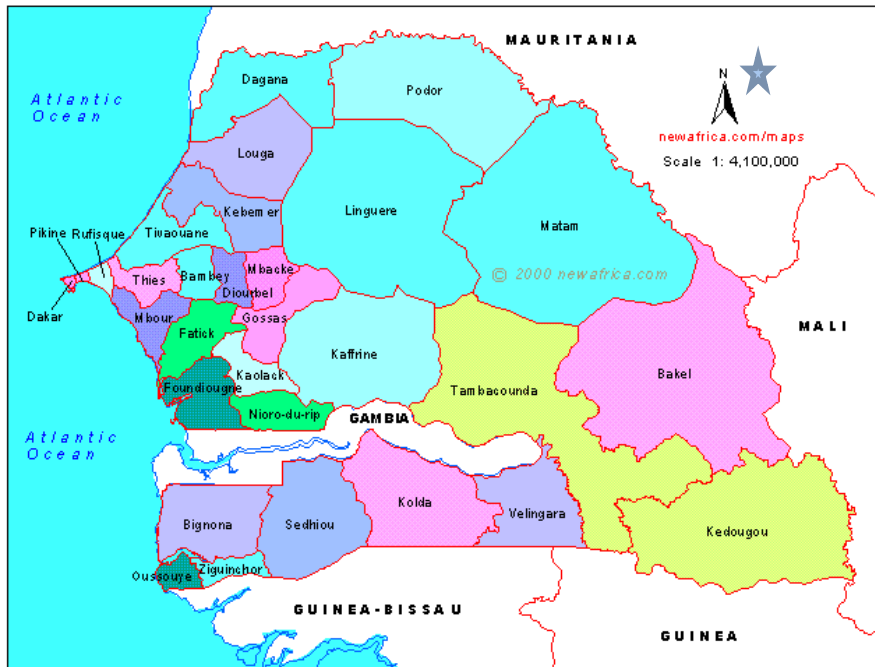 MAURITANIA
Dagana
Podor
N
Atlantic
Ocean
newafrica.com/maps
Scale 1: 4,100,000
Louga
Kebemer
Linguere
Matam
Tivaouane
Pikine
Rufisque
Mbacke
Thies
Bambey
© 2000 newafrica.com
Diourbel
Dakar
Mbour
Gossas
Fatick
MALI
Kaffrine
Kaolack
Bakel
Foundiougne
Tambacounda
Nioro-du-rip
GAMBIA
Atlantic
Ocean
Kolda
Velingara
Bignona
Sedhiou
Kedougou
Oussouye
Ziguinchor
GUINEA-BISSAU
GUINEA